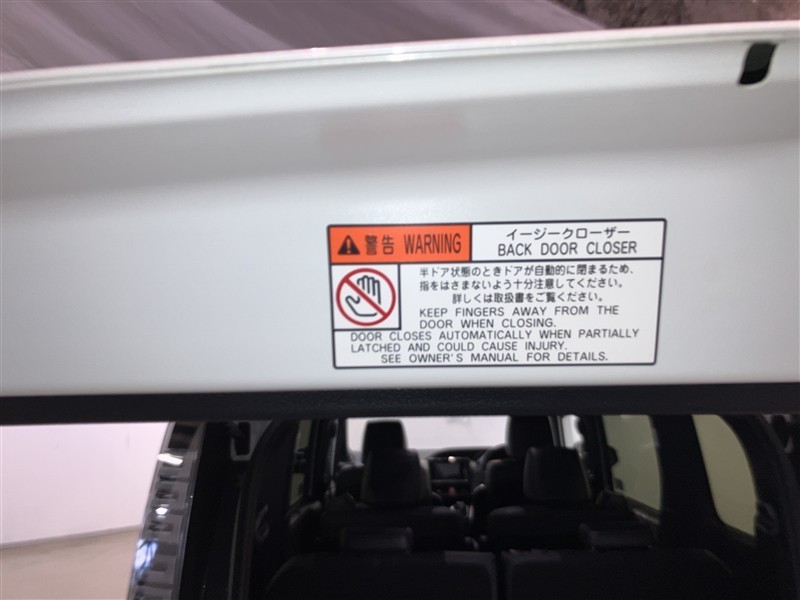 警告 WARNING
イージークローザー
BACK DOOR CLOSER
半ドア状態のときドアが自動的に閉まるため、
指をはさまないよう十分注意してください。
詳しくは取扱書をご覧ください。
KEEP FINGERS AWAY FROM THE
DOOR WHEN CLOSING.
DOOR CLOSES AUTOMATICALLY WHEN PARTIALLY
LATCHED AND COULD CAUSE INJURY.
SEE OWNER'S MANUAL FOR DETAILS.